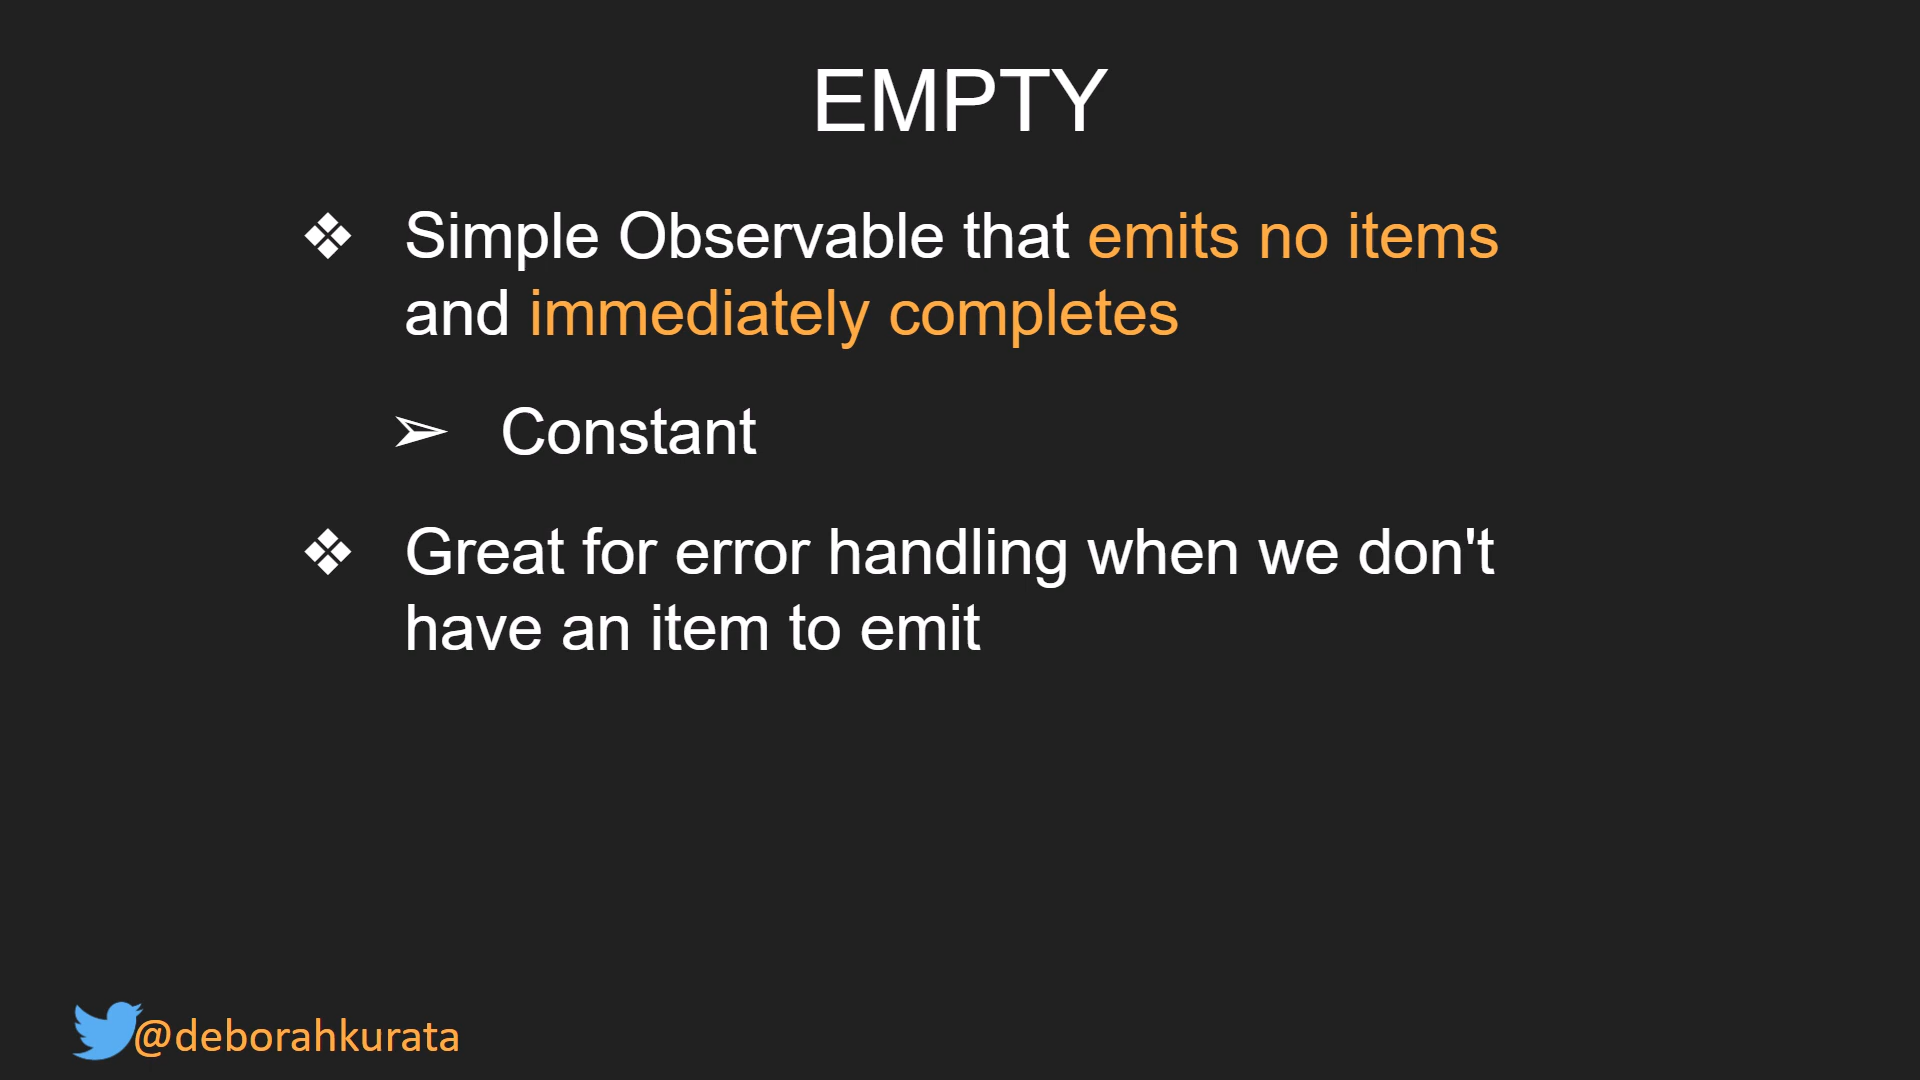 EMPTY
❖ Simple Observable that emits no items
and immediately completes
➢ Constant
❖ Great for error handling when we don't
have an item to emit
@deborahkurata